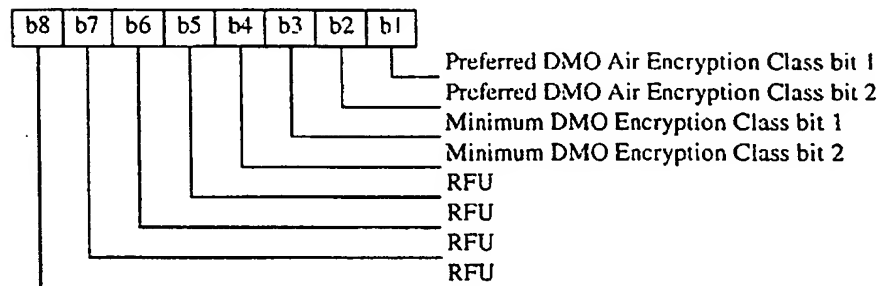 b8 b7 b6 b5 b4 b3 b2 b1
Preferred DMO Air Encryption Class bit 1
Preferred DMO Air Encryption Class bit 2
Minimum DMO Encryption Class bit 1
Minimum DMO Encryption Class bit 2
RFU
RFU
RFU
RFU